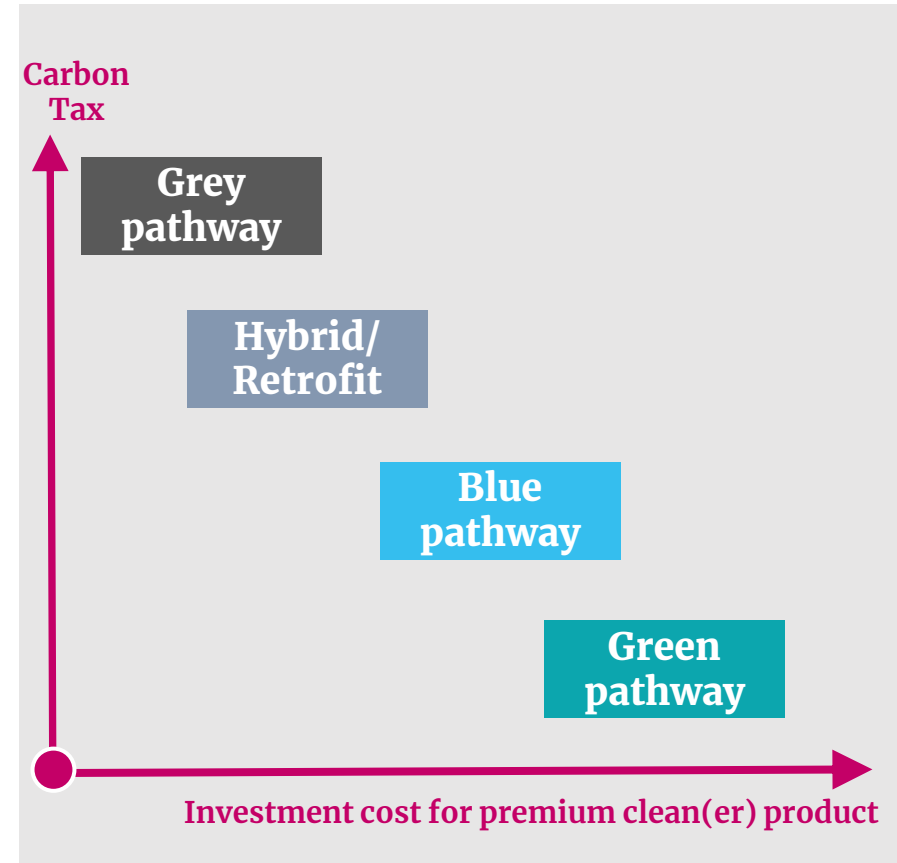 Carbon
Tax
Grey
pathway
Hybrid/
Retrofit
Blue
pathway
Green
pathway
Investment cost for premium clean(er) product